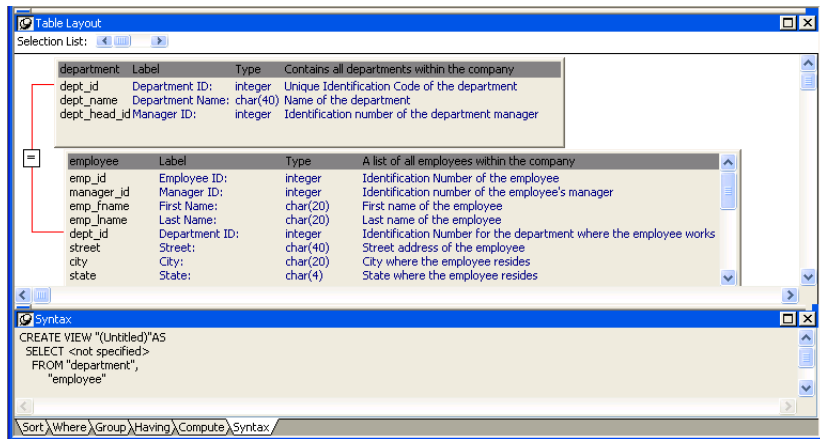 Table Layout
Selection List:
department Label Type Contains all departments within the company
dept_id Department ID: integer Unique Identification Code of the department
dept_name Department Name: char(40) Name of the department
dept_head_id Manager ID: integer Identification number of the department manager
=
employee Label Type A list of all employees within the company
emp_id Employee ID: integer Identification Number of the employee
manager_id Manager ID: integer Identification number of the employee's manager
emp_fname First Name: char(20) First name of the employee
emp_lname Last Name: char(20) Last name of the employee
dept_id Department ID: integer Identification Number for the department where the employee works
street Street: char(40) Street address of the employee
city City: char(20) City where the employee resides
state State: char(4) State where the employee resides
Syntax
CREATE VIEW "(Untitled)"AS
SELECT <not specified>
FROM "department",
"employee"
Sort Where Group Having Compute Syntax